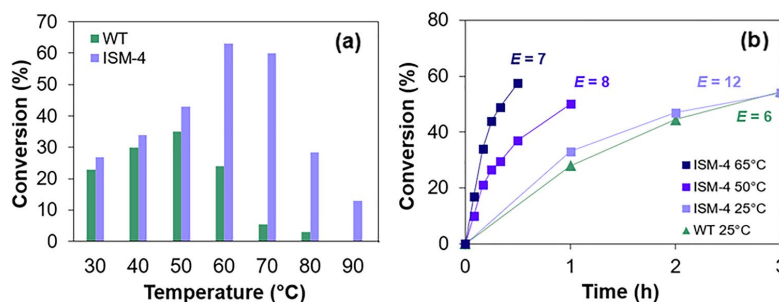 (a)
WT
ISM-4
Conversion (%)
70
60
50
40
30
20
10
0
30 40 50 60 70 80 90
Temperature (°C)
(b)
Conversion (%)
80
60
40
20
0
E = 7
E = 8
E = 12
E = 6
ISM-4 65°C
ISM-4 50°C
ISM-4 25°C
WT 25°C
0 1 2 3
Time (h)